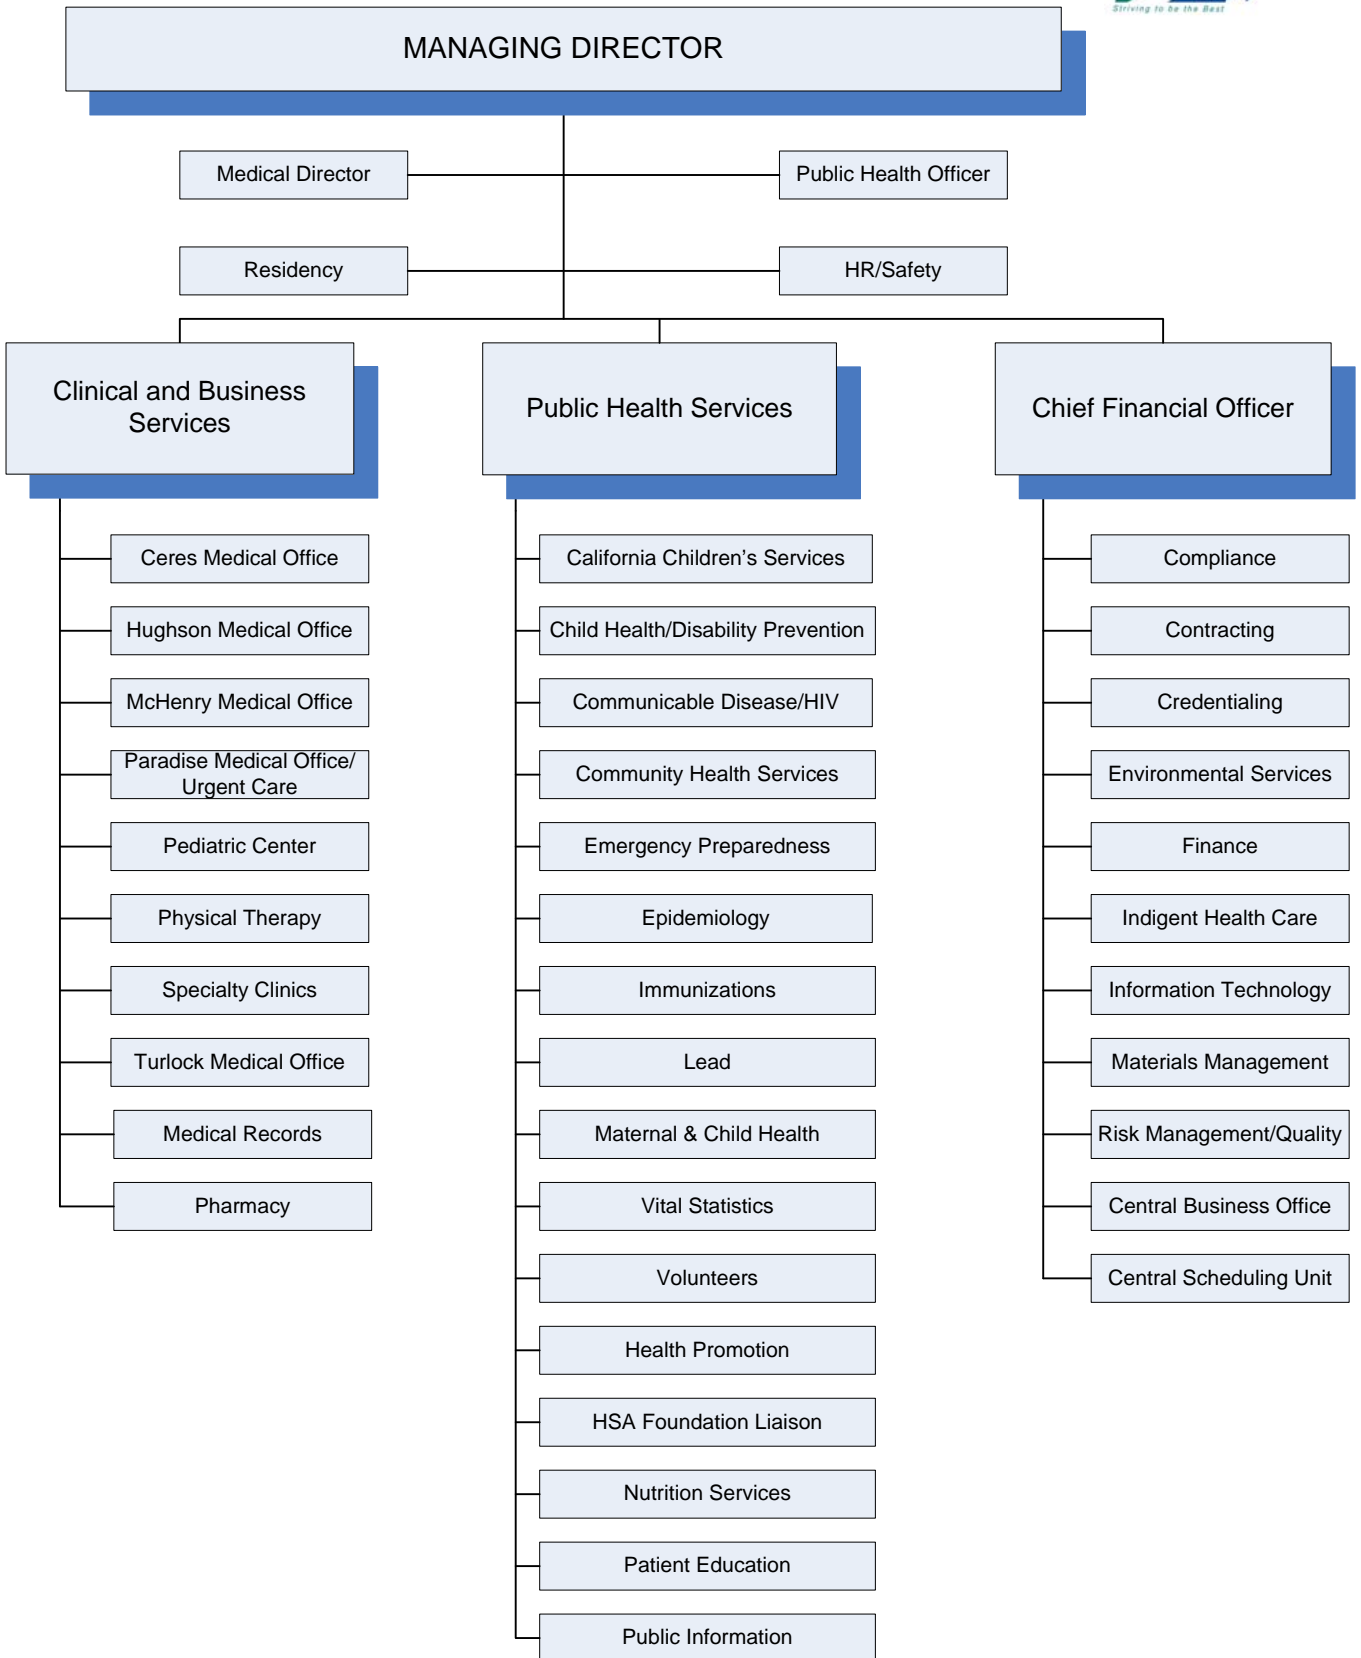 Striving to be the Best
MANAGING DIRECTOR
Medical Director
Public Health Officer
Residency
HR/Safety
Clinical and Business
Services
Public Health Services
Chief Financial Officer
Ceres Medical Office
Hughson Medical Office
McHenry Medical Office
Paradise Medical Office/
Urgent Care
Pediatric Center
Physical Therapy
Specialty Clinics
Turlock Medical Office
Medical Records
Pharmacy
California Children’s Services
Child Health/Disability Prevention
Communicable Disease/HIV
Community Health Services
Emergency Preparedness
Epidemiology
Immunizations
Lead
Maternal & Child Health
Vital Statistics
Volunteers
Health Promotion
HSA Foundation Liaison
Nutrition Services
Patient Education
Public Information
Compliance
Contracting
Credentialing
Environmental Services
Finance
Indigent Health Care
Information Technology
Materials Management
Risk Management/Quality
Central Business Office
Central Scheduling Unit